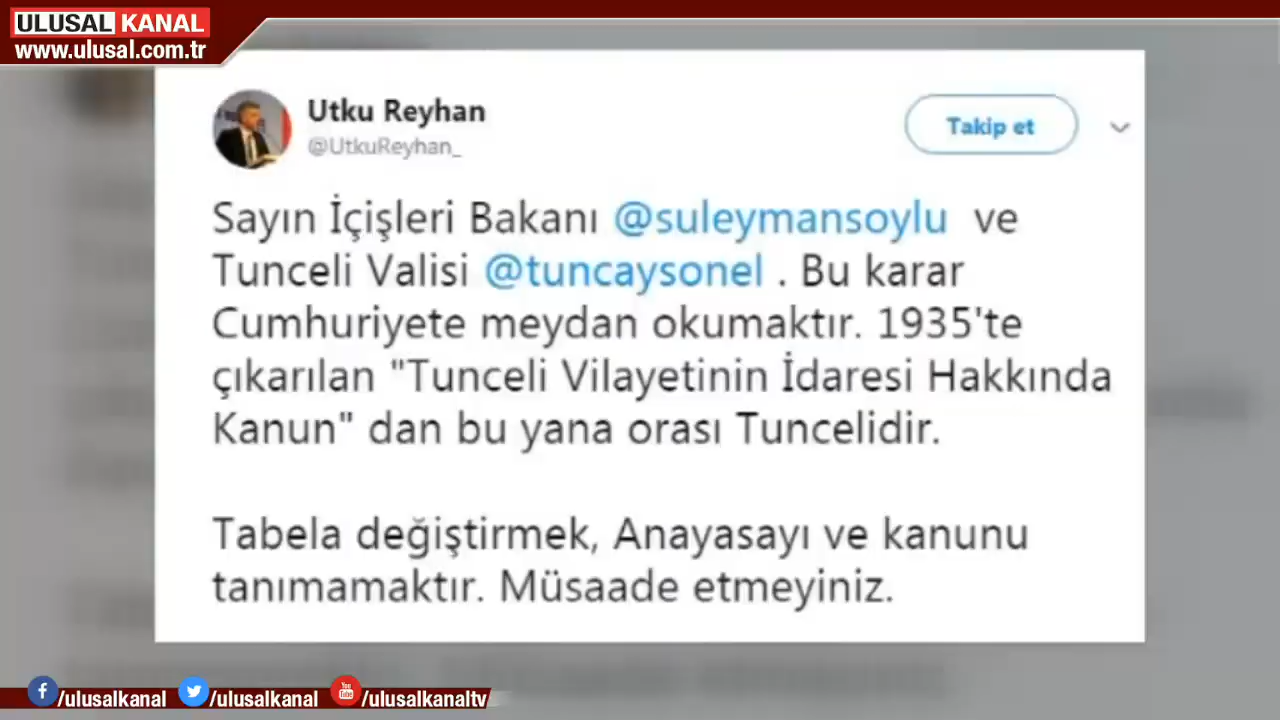 ULUSAL KANAL
www.ulusal.com.tr
Utku Reyhan
@UtkuReyhan_
Takip et
Sayın İçişleri Bakanı @suleymansoylu ve
Tunceli Valisi @tuncaysonel . Bu karar
Cumhuriyete meydan okumaktır. 1935'te
çıkarılan "Tunceli Vilayetinin İdaresi Hakkında
Kanun" dan bu yana orası Tuncelidir.
Tabela değiştirmek, Anayasayı ve kanunu
tanımamaktır. Müsaade etmeyiniz.
/ulusalkanal
/ulusalkanal
/ulusalkanaltv